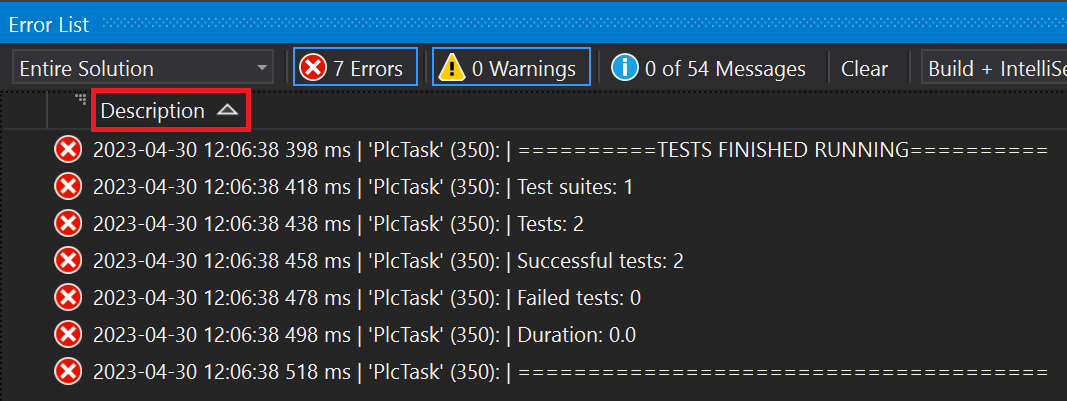 Error List
Entire Solution 7 Errors 0 Warnings 0 of 54 Messages Clear Build + IntelliSe
Description
2023-04-30 12:06:38 398 ms | 'PlcTask' (350): | ==========TESTS FINISHED RUNNING==========
2023-04-30 12:06:38 418 ms | 'PlcTask' (350): | Test suites: 1
2023-04-30 12:06:38 438 ms | 'PlcTask' (350): | Tests: 2
2023-04-30 12:06:38 458 ms | 'PlcTask' (350): | Successful tests: 2
2023-04-30 12:06:38 478 ms | 'PlcTask' (350): | Failed tests: 0
2023-04-30 12:06:38 498 ms | 'PlcTask' (350): | Duration: 0.0
2023-04-30 12:06:38 518 ms | 'PlcTask' (350): | ======================================